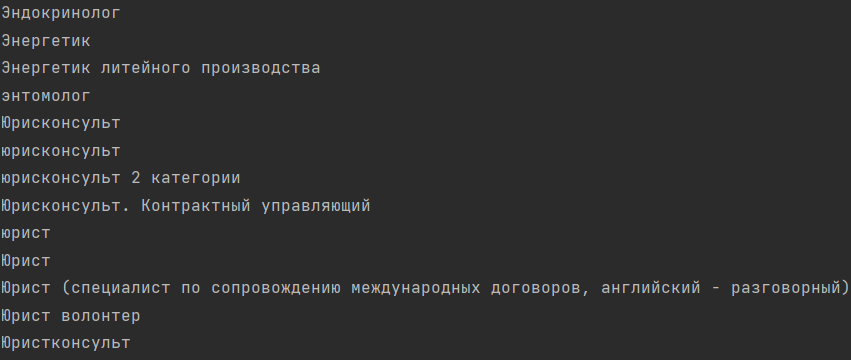 Эндокринолог
Энергетик
Энергетик литейного производства
энтомолог
Юрисконсульт
юрисконсульт
юрисконсульт 2 категории
Юрисконсульт. Контрактный управляющий
юрист
Юрист
Юрист (специалист по сопровождению международных договоров, английский - разговорный)
Юрист волонтер
Юристконсульт